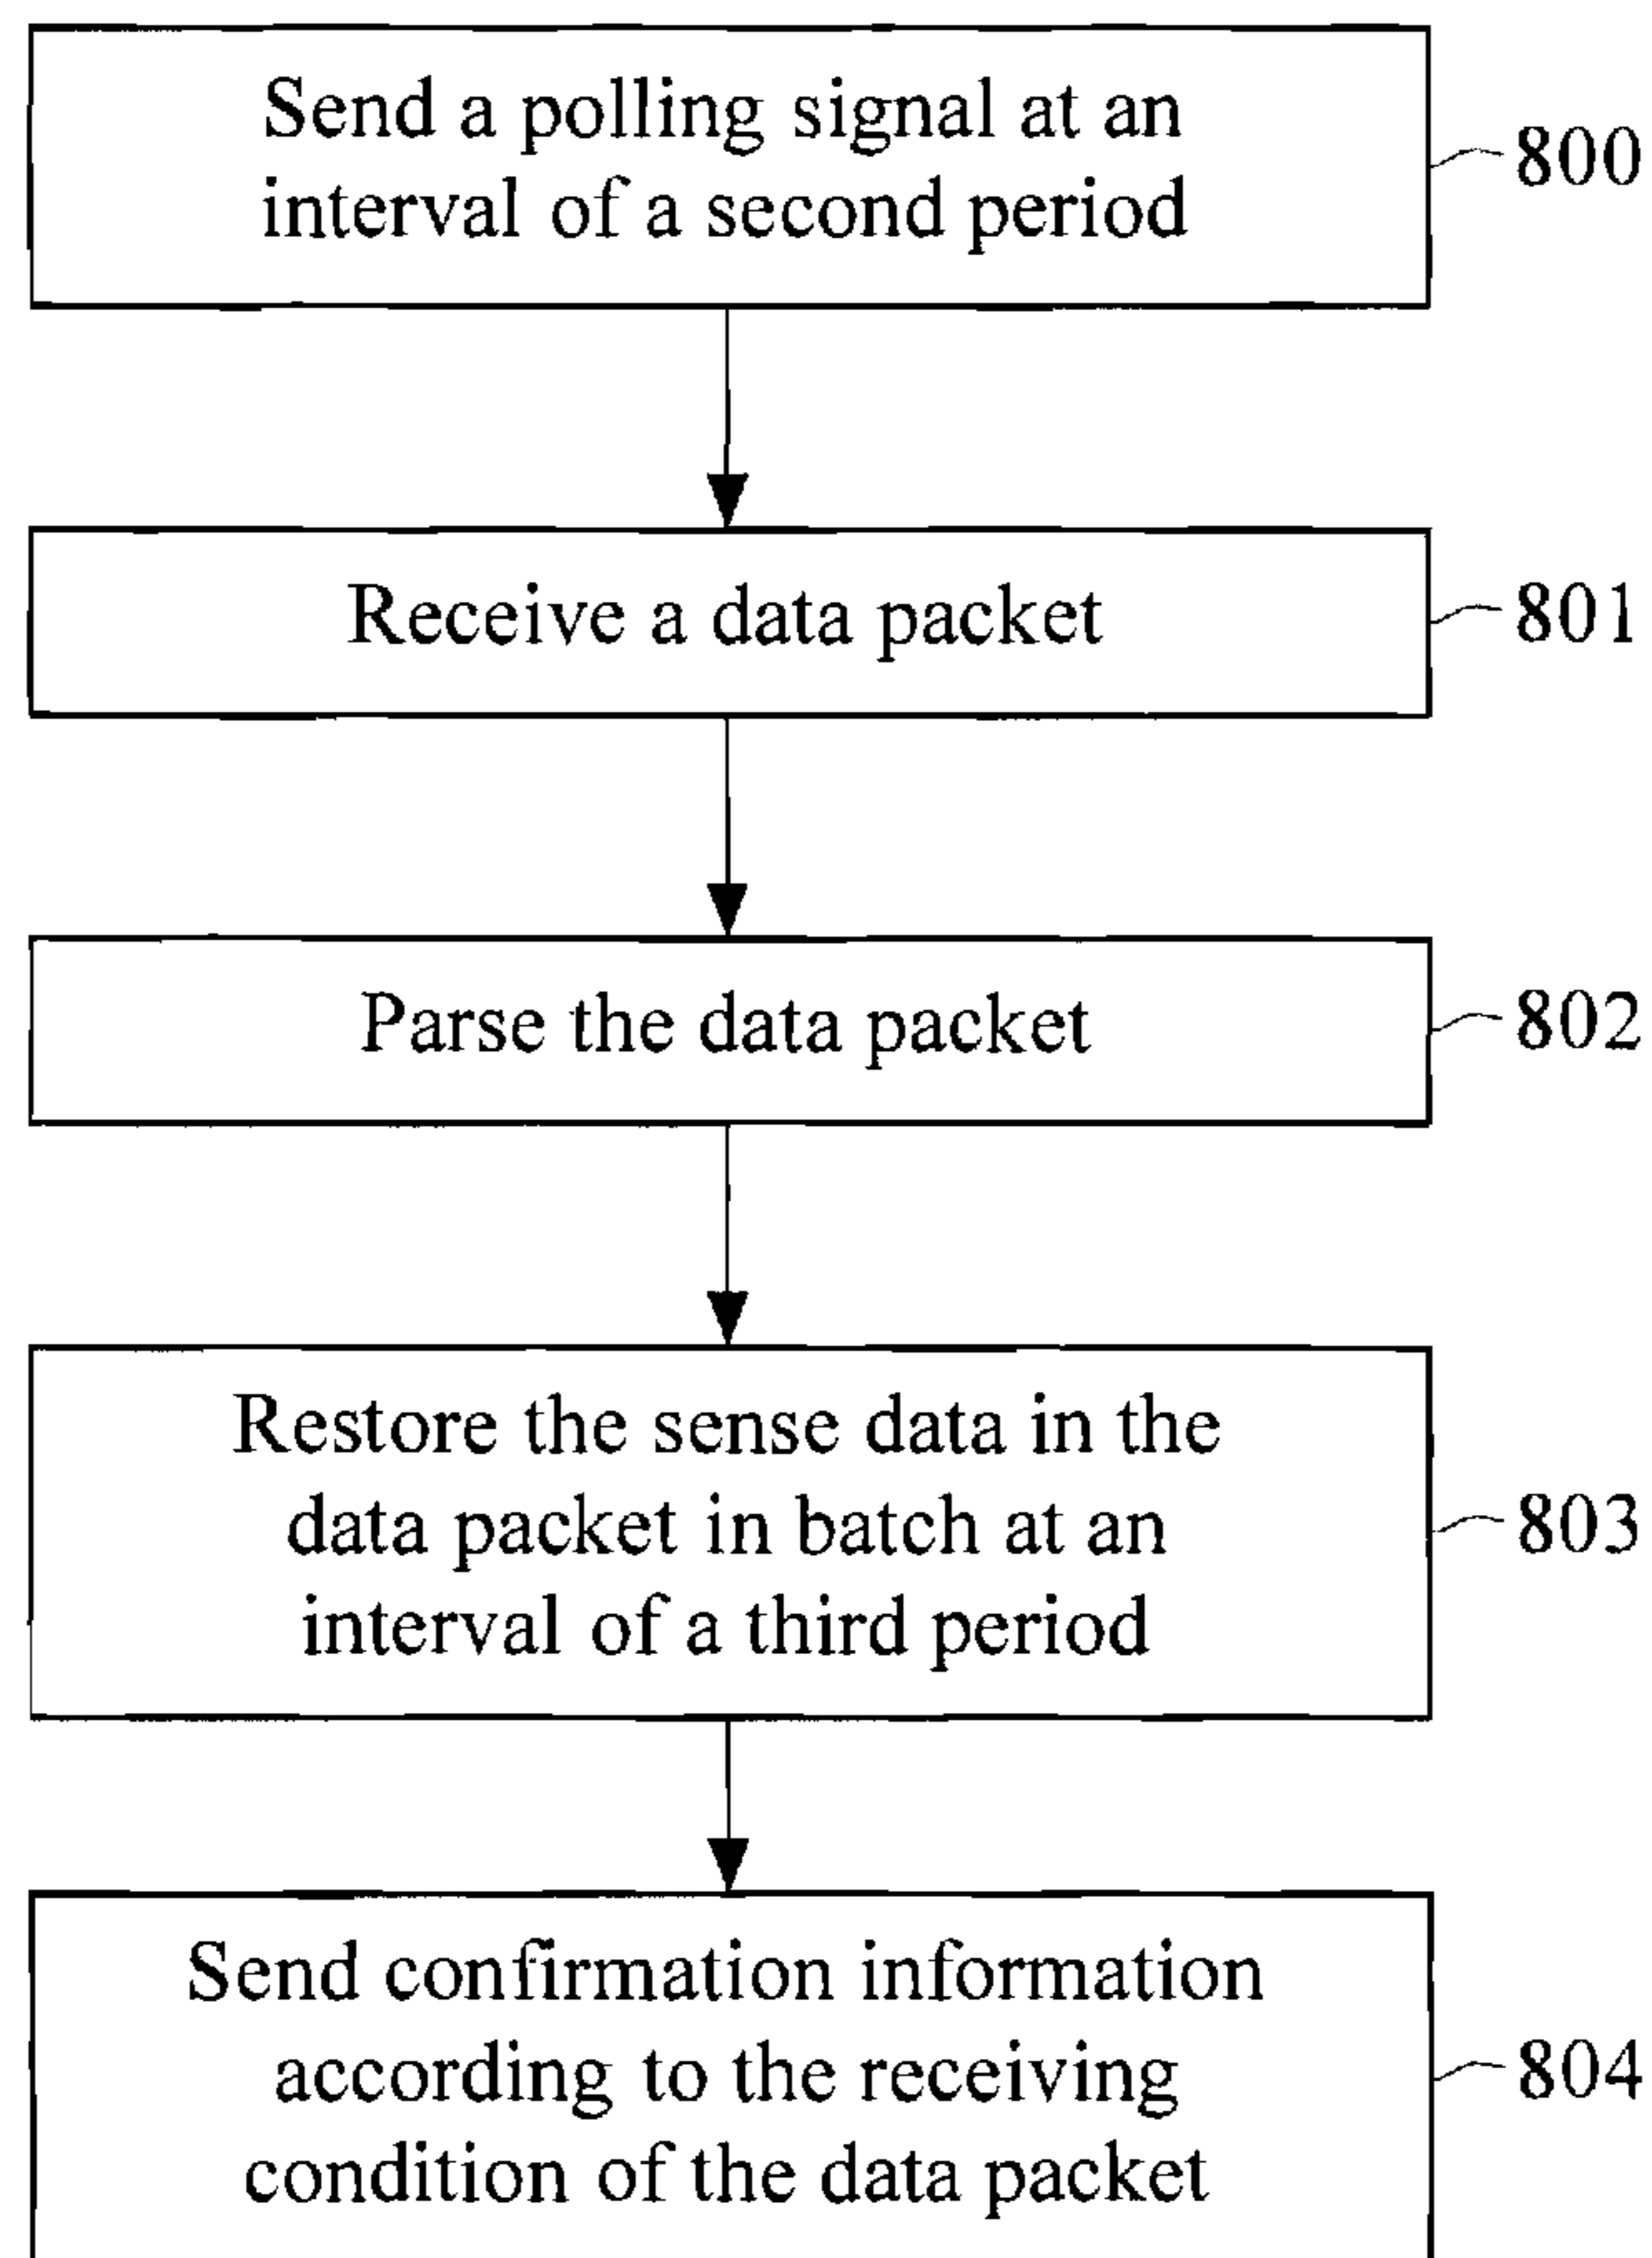 Send a polling signal at an
interval of a second period
800
Receive a data packet
801
Parse the data packet
802
Restore the sense data in the
data packet in batch at an
interval of a third period
803
Send confirmation information
according to the receiving
condition of the data packet
804